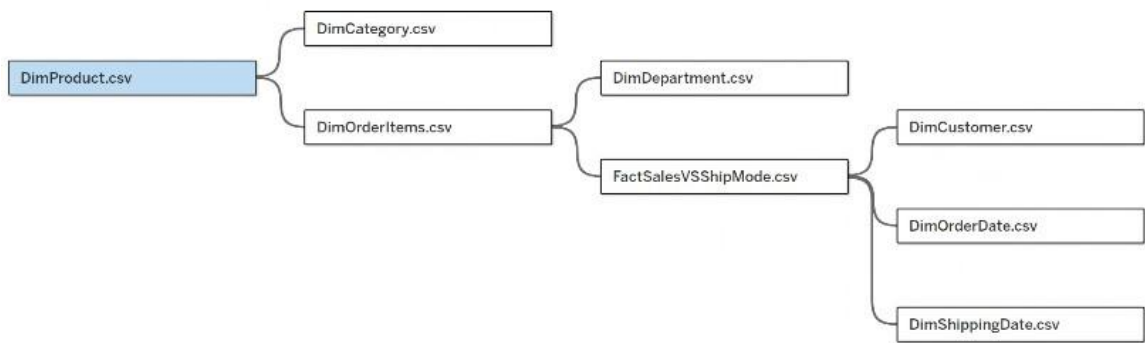 DimCategory.csv
DimProduct.csv
DimDepartment.csv
DimOrderItems.csv
DimCustomer.csv
FactSalesVSShipMode.csv
DimOrderDate.csv
DimShippingDate.csv